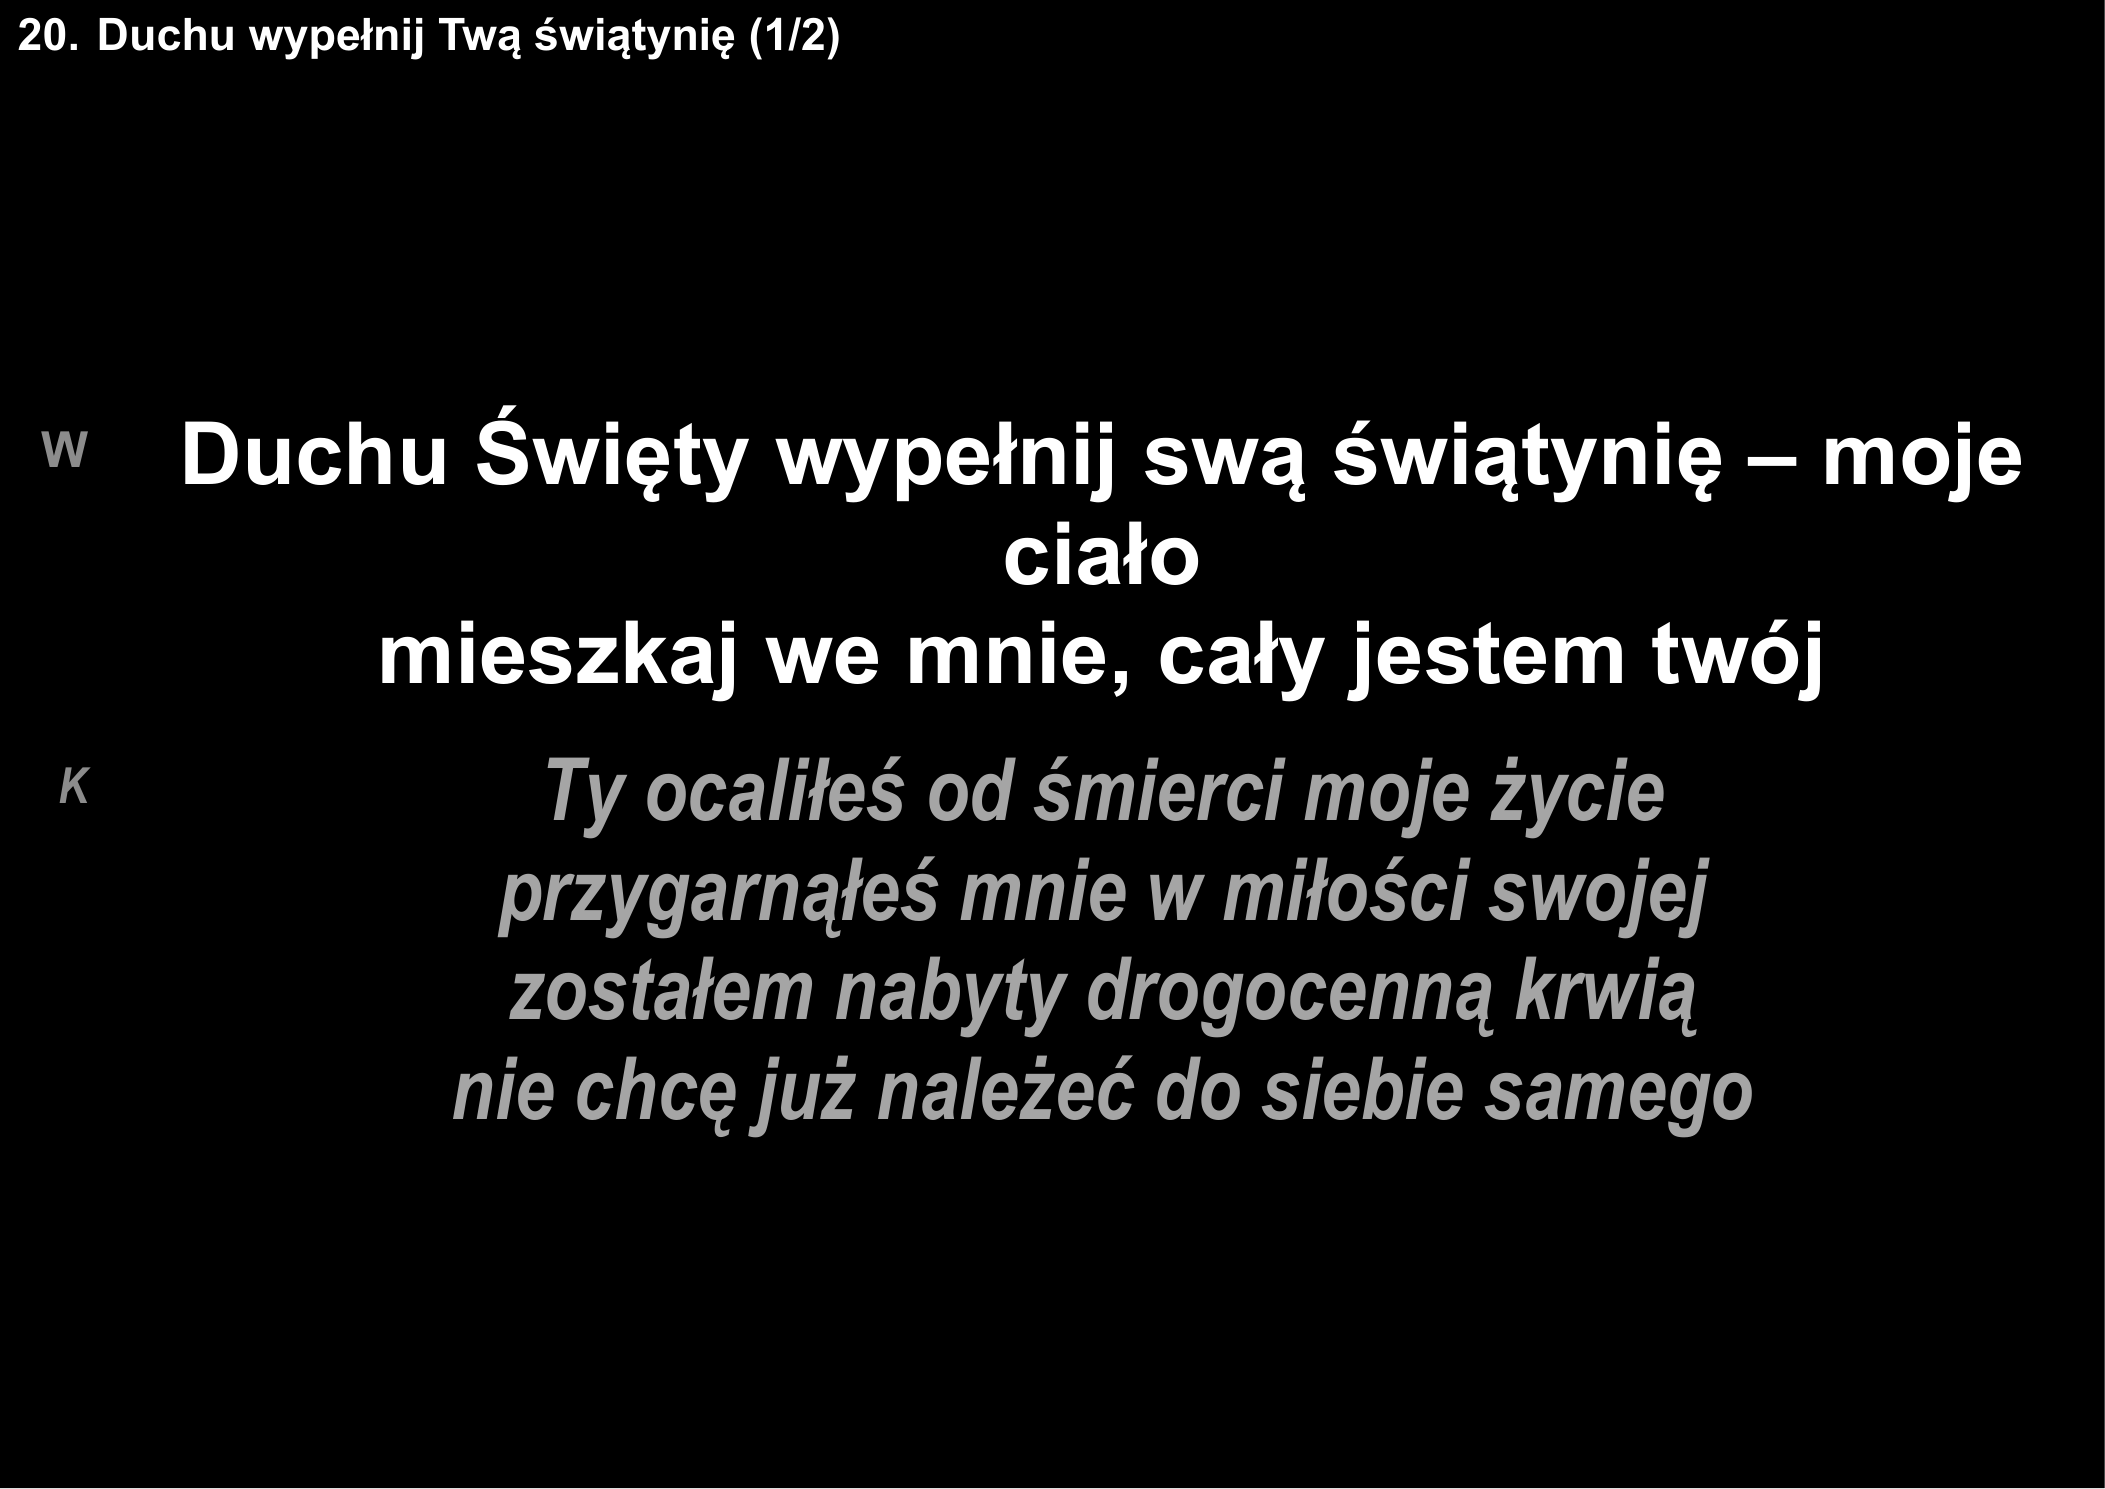 20. Duchu wypełnij Twą świątynię (1/2)
W Duchu Święty wypełnij swą świątynię – moje
ciało
mieszkaj we mnie, cały jestem twój
K Ty ocaliłeś od śmierci moje życie
przygarnąłeś mnie w miłości swojej
zostałem nabyty drogocenną krwią
nie chcę już należeć do siebie samego